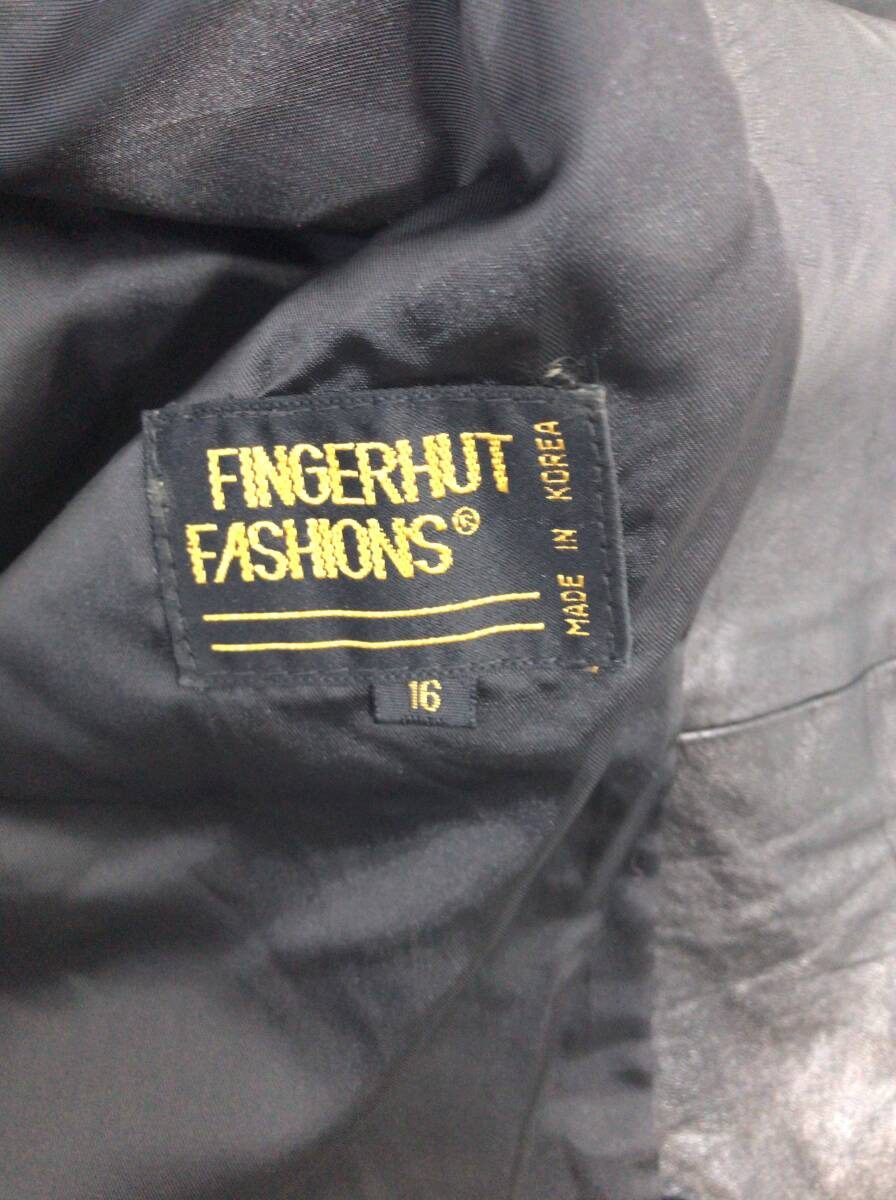 FINGERHUT
FASHIONS®
MADE IN KOREA
16